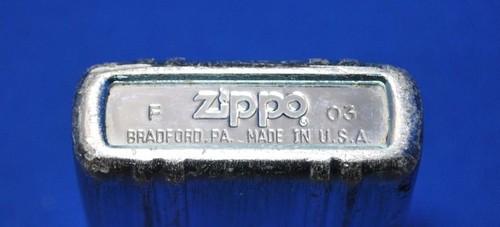 F Zippo 03
BRADFORD, PA. MADE IN U.S.A.